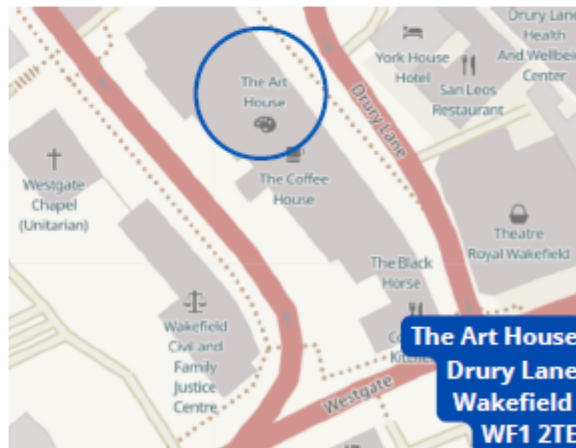 Drury Lane
Health
And Wellbein
Center
York House
Hotel
San Leos
Restaurant
The Art
House
Drury Lane
Westgate
Chapel
(Unitarian)
The Coffee
House
Theatre
Royal Wakefield
The Black
Horse
Wakefield
Civil and
Family
Justice
Centre
Westgate
The Art House
Drury Lane
Wakefield
WF1 2TE